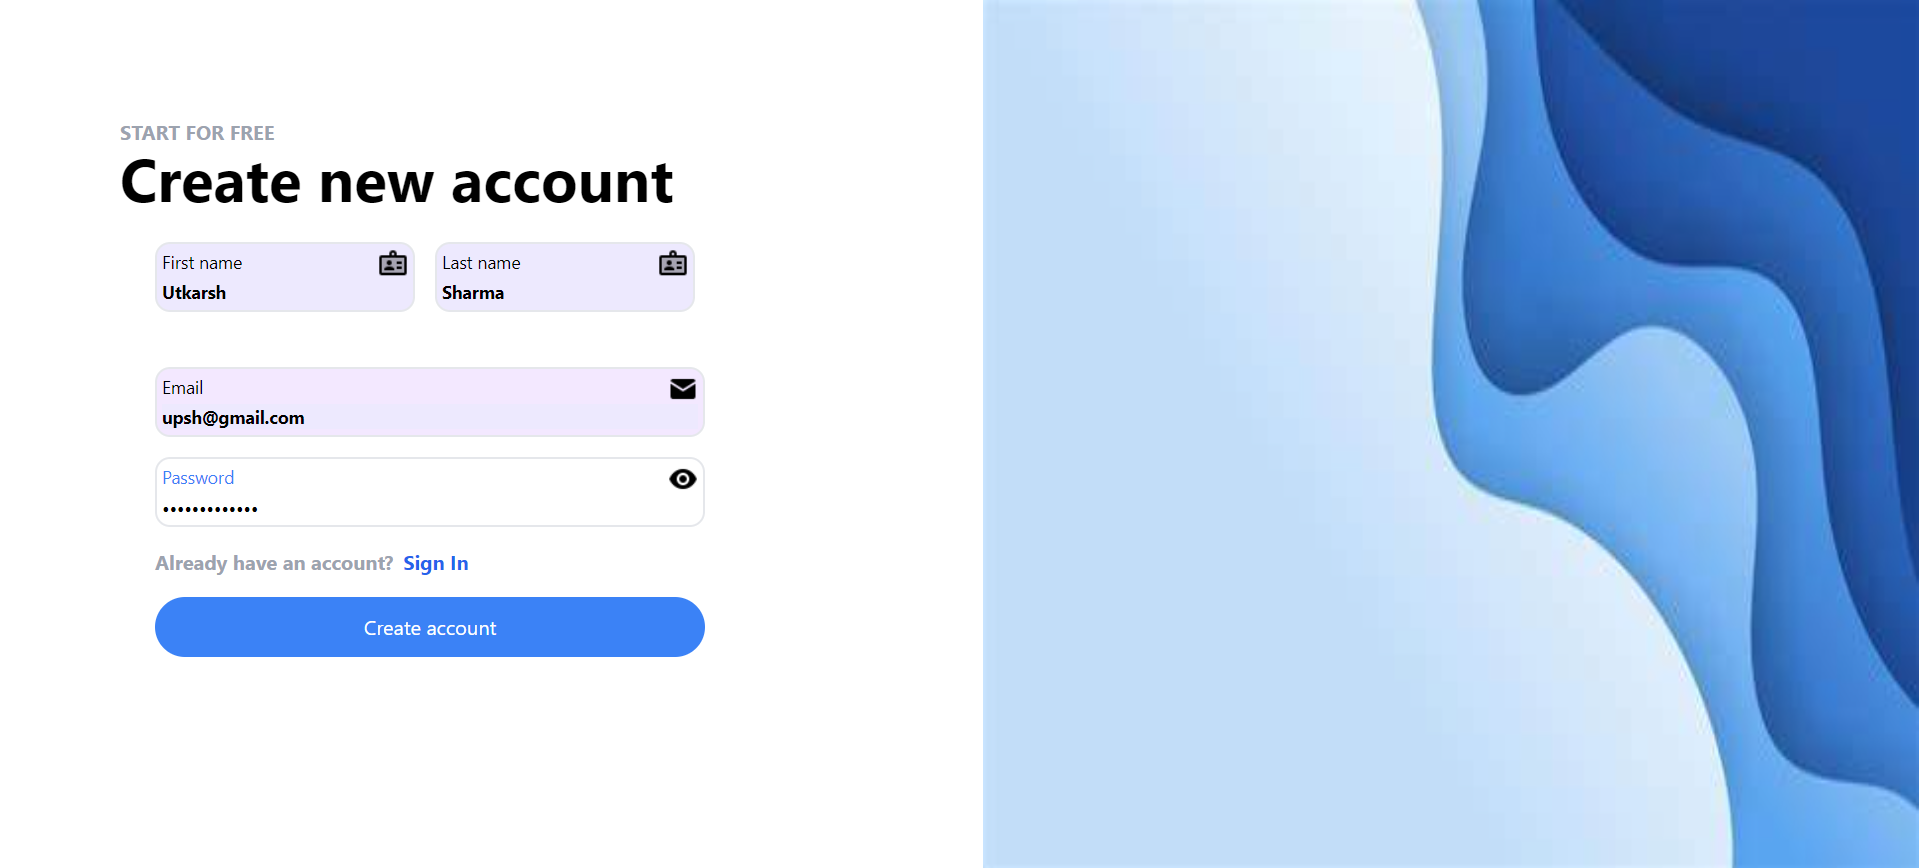 START FOR FREE
Create new account
First name
Utkarsh
Last name
Sharma
Email
upsh@gmail.com
Password
•••••••••••••
Already have an account? Sign In
Create account